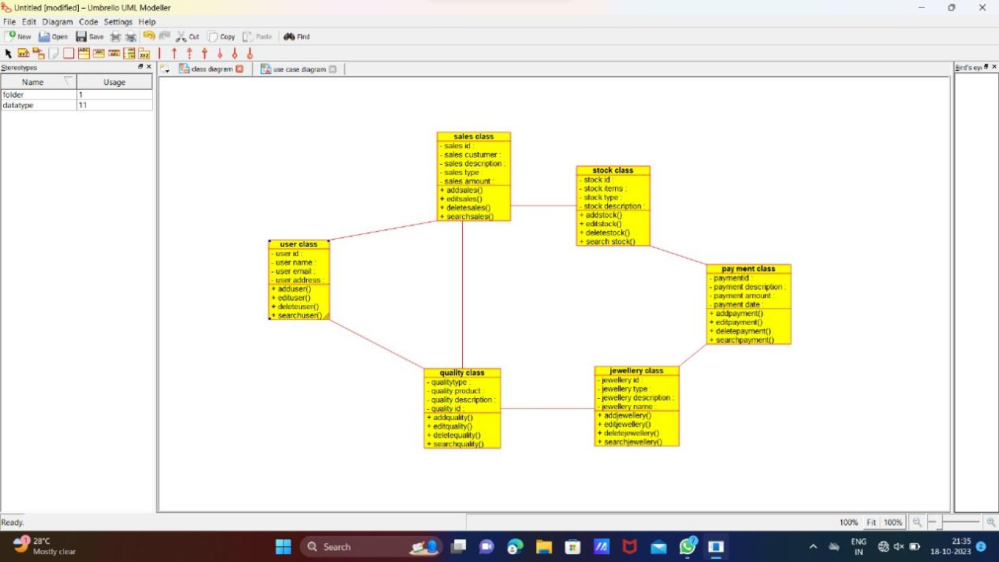 Untitled [modified] – Umbrello UML Modeller
File Edit Diagram Code Settings Help
New Open Save Cut Copy Paste Find
Stereotypes
Name Usage
folder 1
datatype 11
class diagram use case diagram
Bird's eye
sales class
- sales id :
- sales custumer :
- sales description :
- sales type :
- sales amount :
+ addsales()
+ editsales()
+ deletesales()
+ searchsales()
stock class
- stock id :
- stock items :
- stock type :
- stock description :
+ addstock()
+ editstock()
+ deletestock()
+ search stock()
user class
- user id :
- user name :
- user email :
- user address :
+ adduser()
+ edituser()
+ deleteuser()
+ searchuser()
pay ment class
- paymentid :
- payment description :
- payment amount :
- payment date :
+ addpayment()
+ editpayment()
+ deletepayment()
+ searchpayment()
quality class
- qualitytype :
- quality product :
- quality description :
- quality id :
+ addquality()
+ editquality()
+ deletequality()
+ searchquality()
jewellery class
- jewellery id :
- jewellery type :
- jewellery description :
- jewellery name :
+ addjewellery()
+ editjewellery()
+ deletejewellery()
+ searchjewellery()
Ready.
100% Fit 100%
1
28°C
Mostly clear
Search
7
ENG
IN
21:35
18-10-2023
2